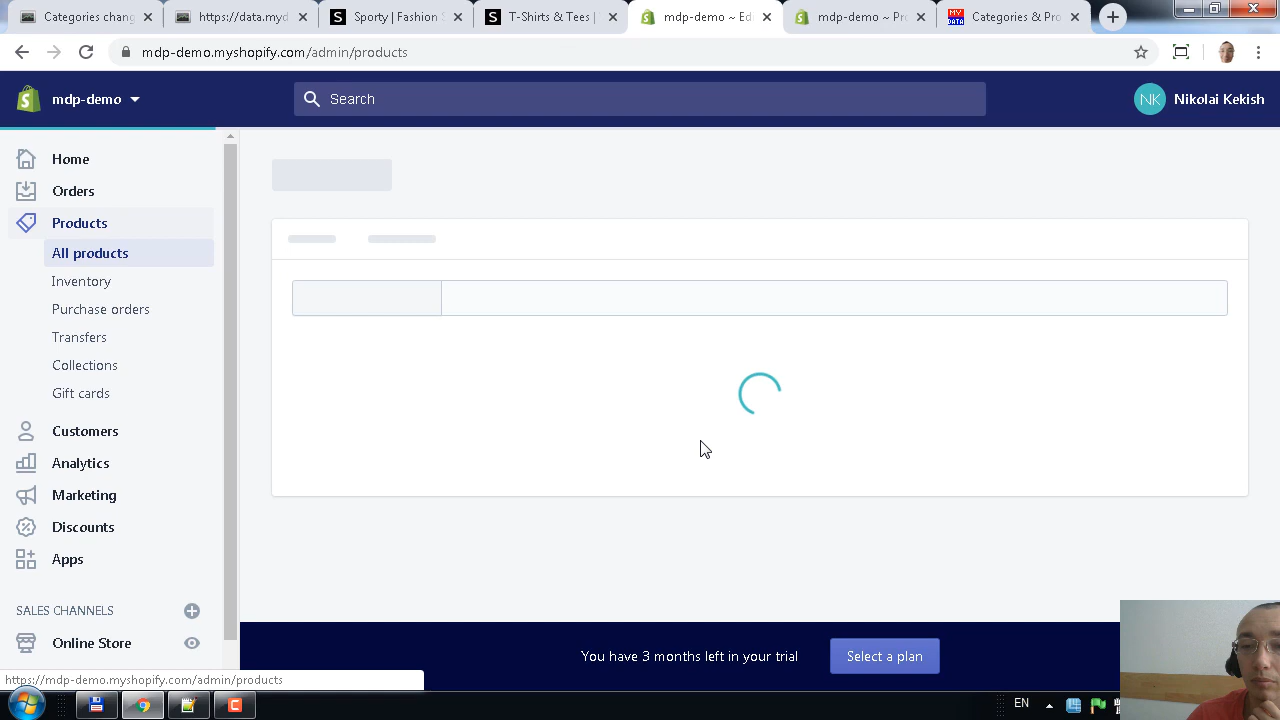 Categories chang
https://data.myd
Sporty | Fashion S
T-Shirts & Tees |
mdp-demo ~ Ed
mdp-demo ~ Pr
MY DATA
Categories & Pro
mdp-demo.myshopify.com/admin/products
mdp-demo
Search
NK
Nikolai Kekish
Home
Orders
Products
All products
Inventory
Purchase orders
Transfers
Collections
Gift cards
Customers
Analytics
Marketing
Discounts
Apps
SALES CHANNELS
Online Store
You have 3 months left in your trial
Select a plan
https://mdp-demo.myshopify.com/admin/products
EN